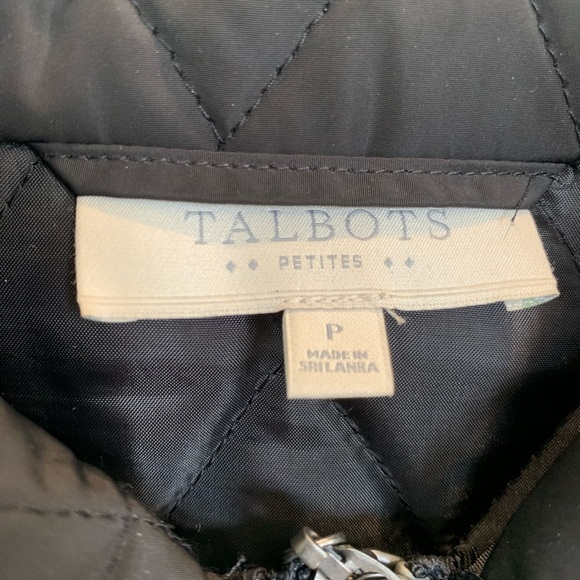 TALBOTS
PETITES
P
MADE IN
SRI LANKA